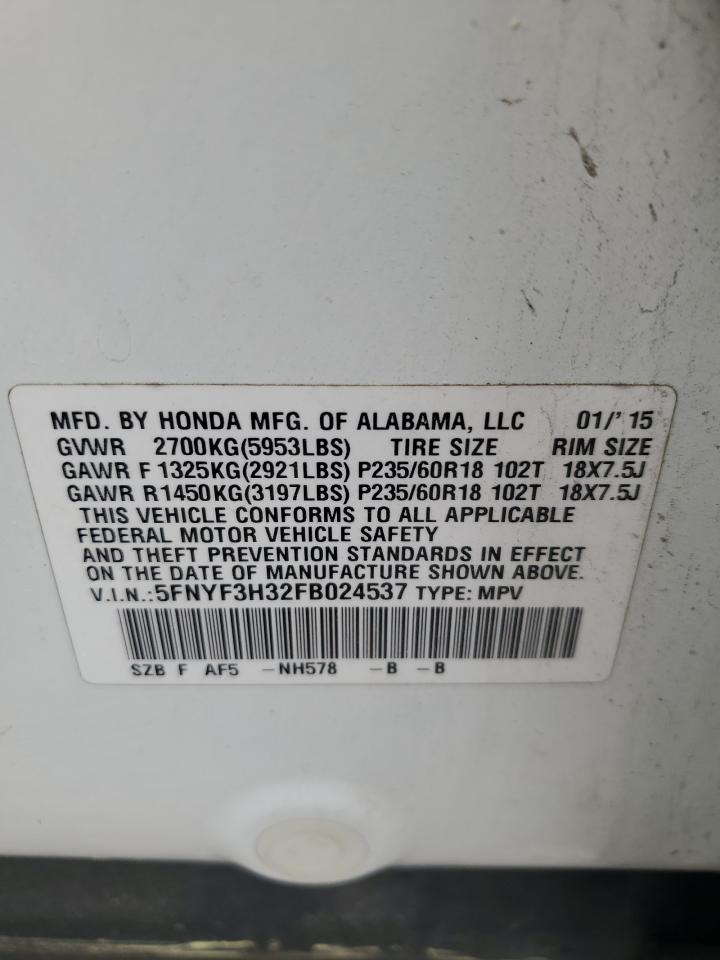 MFD. BY HONDA MFG. OF ALABAMA, LLC 01/'15
GVWR 2700KG(5953LBS) TIRE SIZE RIM SIZE
GAWR F 1325KG(2921LBS) P235/60R18 102T 18X7.5J
GAWR R1450KG(3197LBS) P235/60R18 102T 18X7.5J
THIS VEHICLE CONFORMS TO ALL APPLICABLE
FEDERAL MOTOR VEHICLE SAFETY
AND THEFT PREVENTION STANDARDS IN EFFECT
ON THE DATE OF MANUFACTURE SHOWN ABOVE.
V.I.N.:5FNYF3H32FB024537 TYPE: MPV
SZB F AF5 -NH578 -B -B